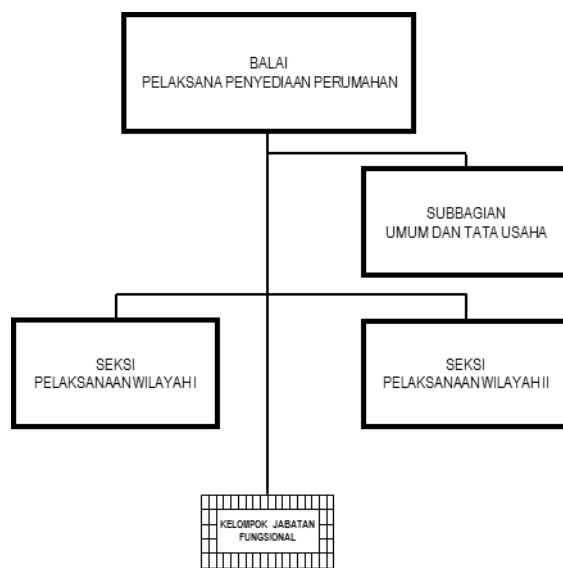 BALAI
PELAKSANA PENYEDIAAN PERUMAHAN
SUBBAGIAN
UMUM DAN TATA USAHA
SEKSI
PELAKSANAAN WILAYAH I
SEKSI
PELAKSANAAN WILAYAH II
KELOMPOK JABATAN
FUNGSIONAL